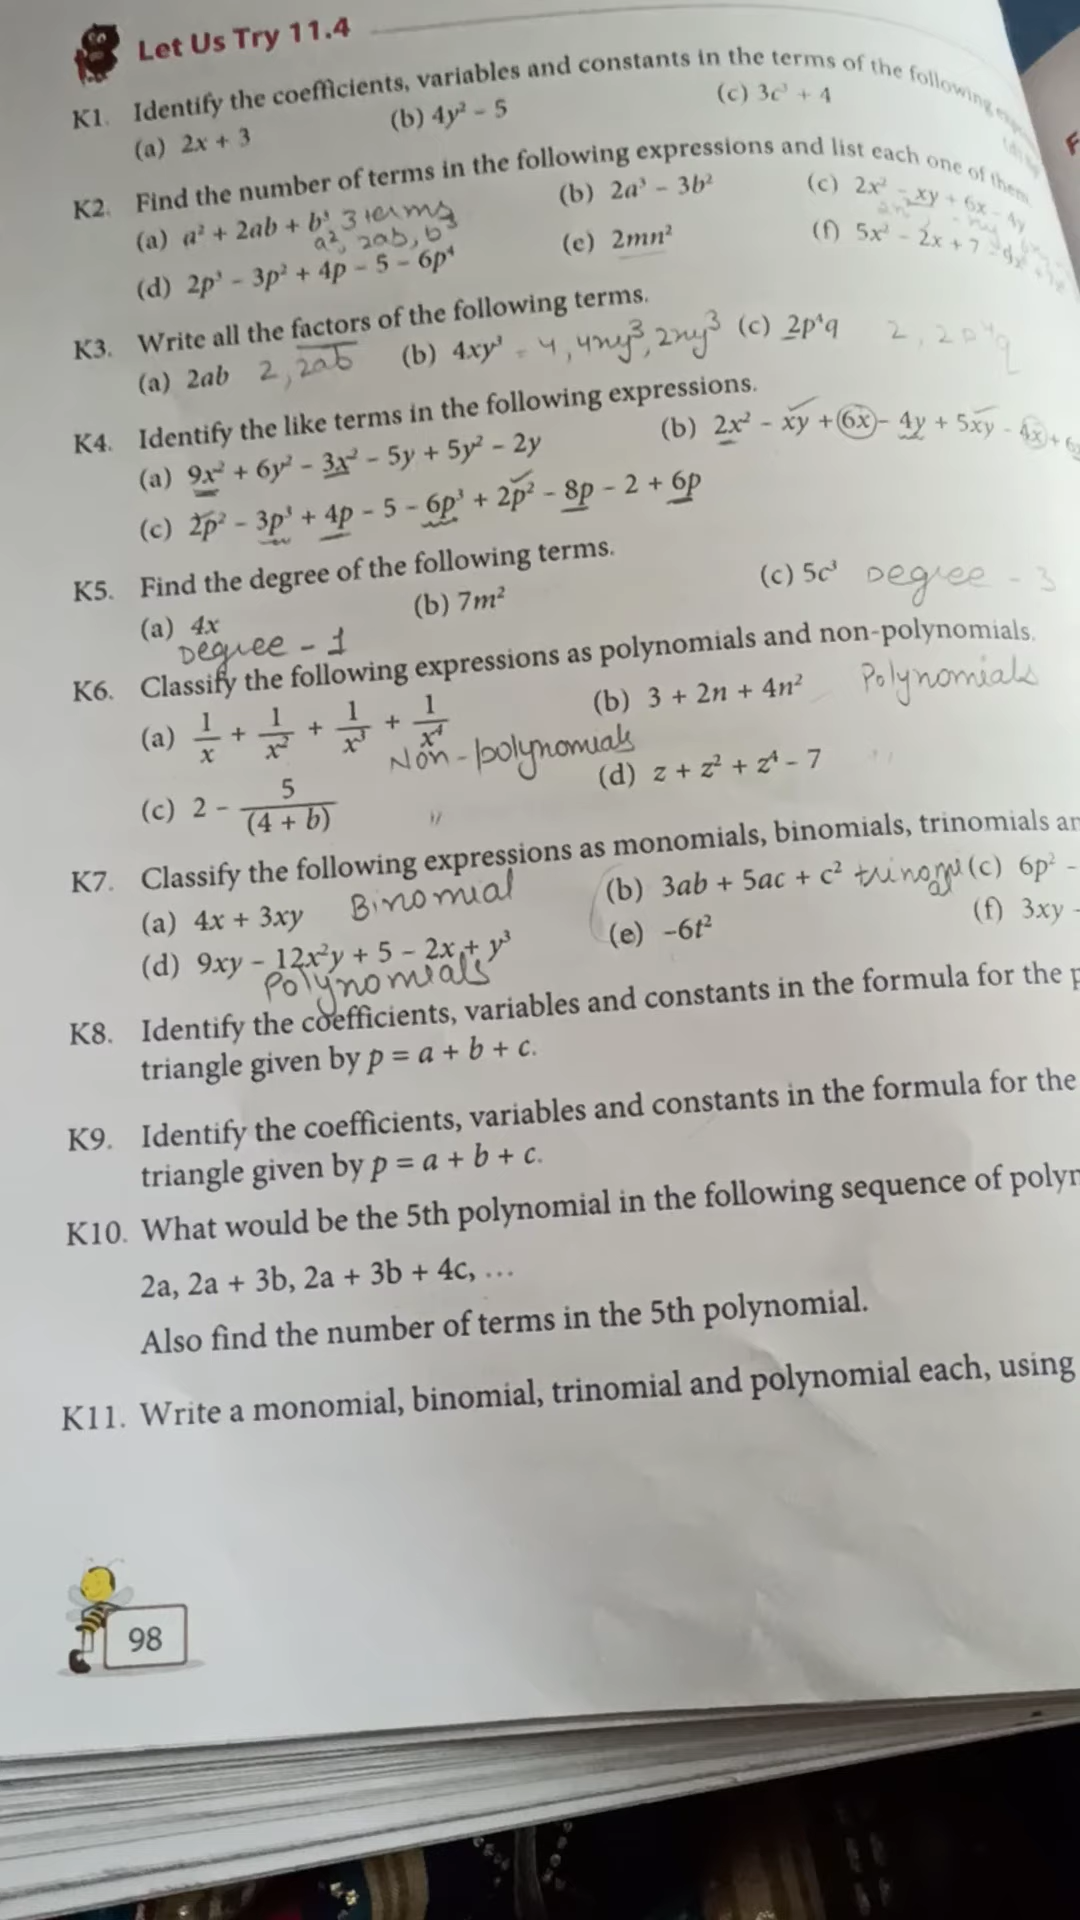 Let Us Try 11.4
K1. Identify the coefficients, variables and constants in the terms of the following
(a) 2x + 3 (b) 4y² – 5 (c) 3c³ + 4
K2. Find the number of terms in the following expressions and list each one of them.
(a) a² + 2ab + b³ 3 terms (b) 2a³ – 3b² (c) 2x² – xy + 6x – 4y
a², 2ab, b³
(d) 2p³ – 3p² + 4p – 5 – 6p⁴ (e) 2mn² (f) 5x² – 2x + 7
K3. Write all the factors of the following terms.
(a) 2ab 2, 2ab (b) 4xy³ - 4, 4xy³, 2xy³ (c) 2p⁴q 2, 2p⁴q
K4. Identify the like terms in the following expressions.
(a) 9x² + 6y² – 3x² – 5y + 5y² – 2y (b) 2x² – xy + 6x – 4y + 5xy – 4x +
(c) 2p² – 3p³ + 4p – 5 – 6p³ + 2p² – 8p – 2 + 6p
K5. Find the degree of the following terms.
(a) 4x (b) 7m² (c) 5c³ Degree - 3
Degree - 1
K6. Classify the following expressions as polynomials and non-polynomials.
(a) 1/x + 1/x² + 1/x³ + 1/x⁴ Non-polynomials (b) 3 + 2n + 4n² Polynomials
(c) 2 – 5/(4 + b) " (d) z + z² + z⁴ – 7 "
K7. Classify the following expressions as monomials, binomials, trinomials
(a) 4x + 3xy Binomial (b) 3ab + 5ac + c² (c) 6p² –
(d) 9xy – 12x²y + 5 – 2x + y³ (e) –6t² (f) 3xy
Polynomials
K8. Identify the coefficients, variables and constants in the formula for the
triangle given by p = a + b + c.
K9. Identify the coefficients, variables and constants in the formula for the
triangle given by p = a + b + c.
K10. What would be the 5th polynomial in the following sequence of
2a, 2a + 3b, 2a + 3b + 4c, ...
Also find the number of terms in the 5th polynomial.
K11. Write a monomial, binomial, trinomial and polynomial each, using
98